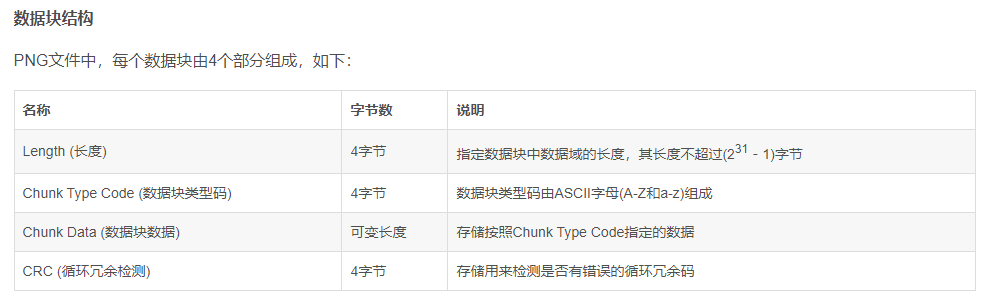 数据块结构
PNG文件中，每个数据块由4个部分组成，如下：
名称 字节数 说明
Length (长度) 4字节 指定数据块中数据域的长度，其长度不超过(2³¹ - 1)字节
Chunk Type Code (数据块类型码) 4字节 数据块类型码由ASCII字母(A-Z和a-z)组成
Chunk Data (数据块数据) 可变长度 存储按照Chunk Type Code指定的数据
CRC (循环冗余检测) 4字节 存储用来检测是否有错误的循环冗余码